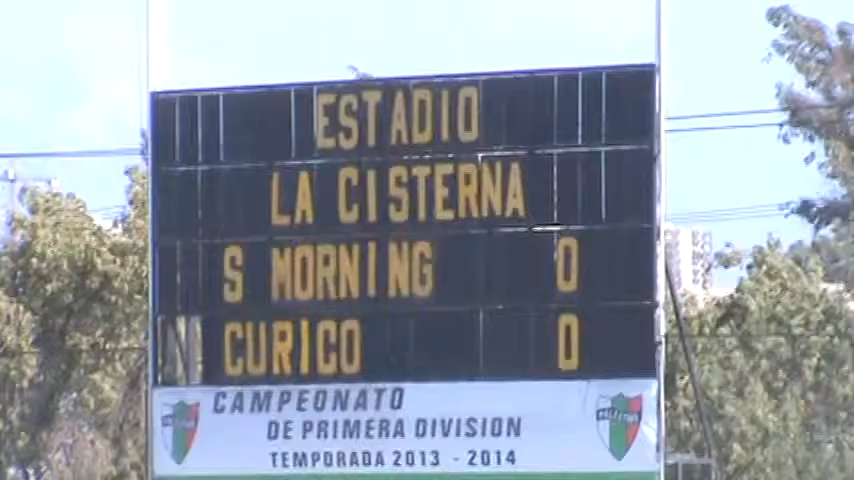 ESTADIO
LA CISTERNA
S MORNING 0
CURICO 0
CAMPEONATO
DE PRIMERA DIVISION
TEMPORADA 2013 - 2014